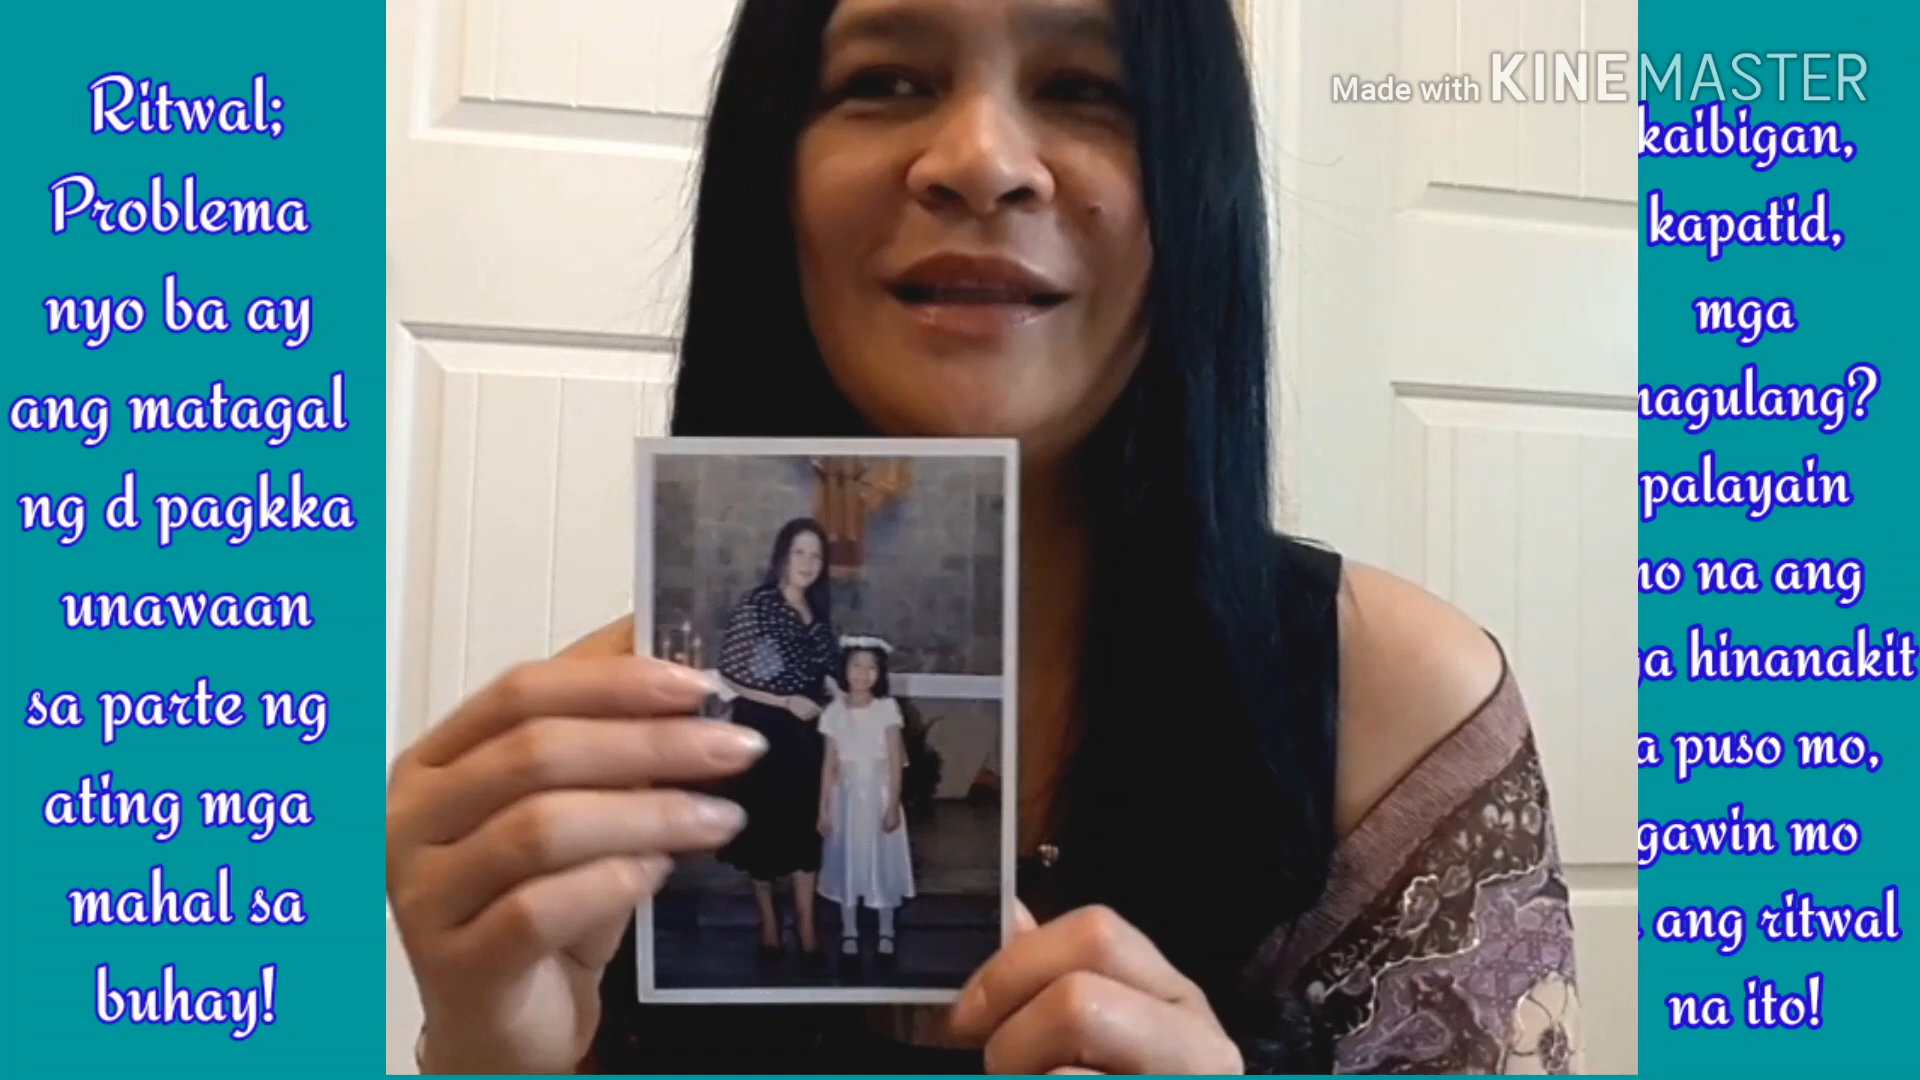 Ritwal;
Problema
nyo ba ay
ang matagal
ng d pagkka
unawaan
sa parte ng
ating mga
mahal sa
buhay!
Made with KINEMASTER
kaibigan,
kapatid,
mga
palayain
na ang
hinanakit
puso mo,
gawin mo
ang ritwal
na ito!